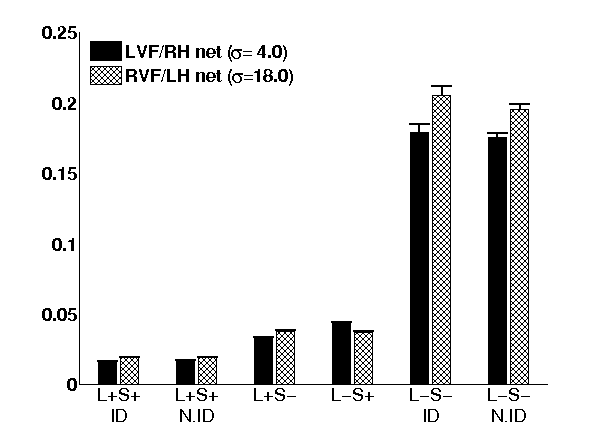 0.25
LVF/RH net (σ= 4.0)
RVF/LH net (σ=18.0)
0.2
0.15
0.1
0.05
0
L+S+ L+S+ L+S− L−S+ L−S− L−S−
ID N.ID ID N.ID